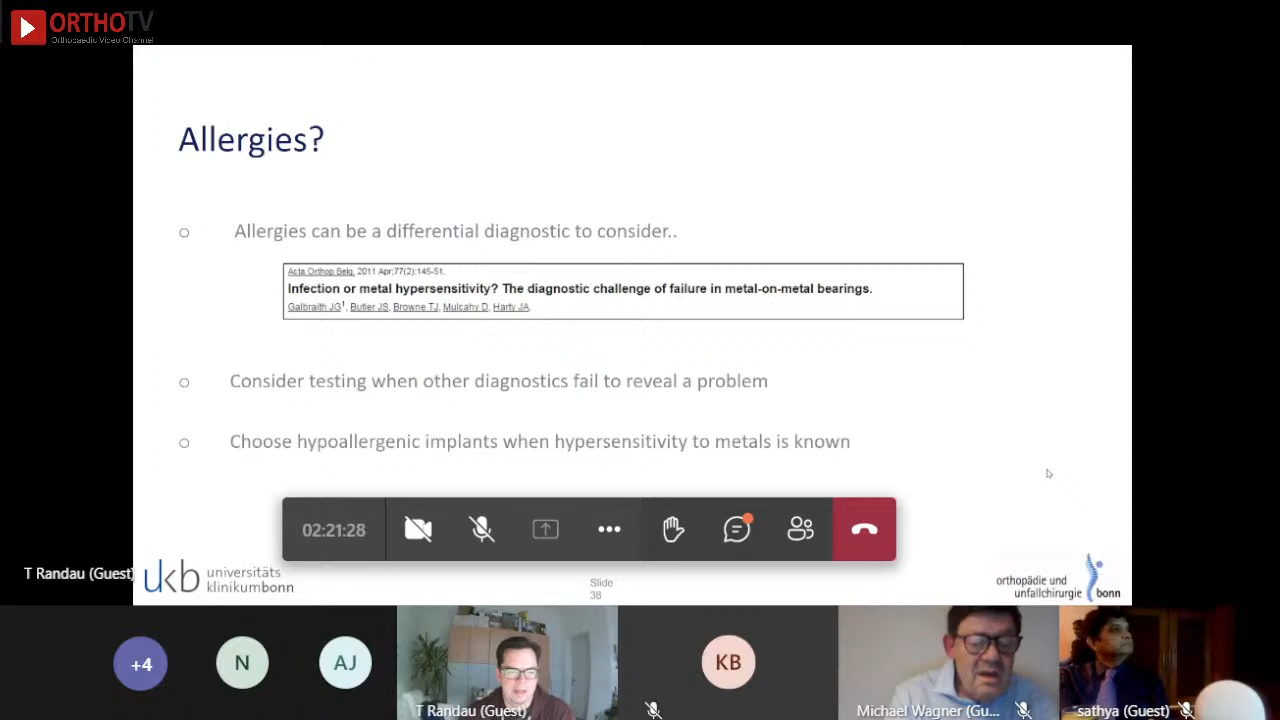 ORTHOTV
Orthopaedic Video Channel
Allergies?
Allergies can be a differential diagnostic to consider..
Acta Orthop Belg. 2011 Apr;77(2):145-51.
Infection or metal hypersensitivity? The diagnostic challenge of failure in metal-on-metal bearings.
Galbraith JG1, Butler JS, Browne TJ, Mulcahy D, Harty JA.
Consider testing when other diagnostics fail to reveal a problem
Choose hypoallergenic implants when hypersensitivity to metals is known
02:21:28
T Randau (Guest)
ukb universitäts
klinikumbonn
Slide
38
orthopädie und
unfallchirurgie bonn
+4
N
AJ
KB
T Randau (Guest)
Michael Wagner (Gu...
sathya (Guest)